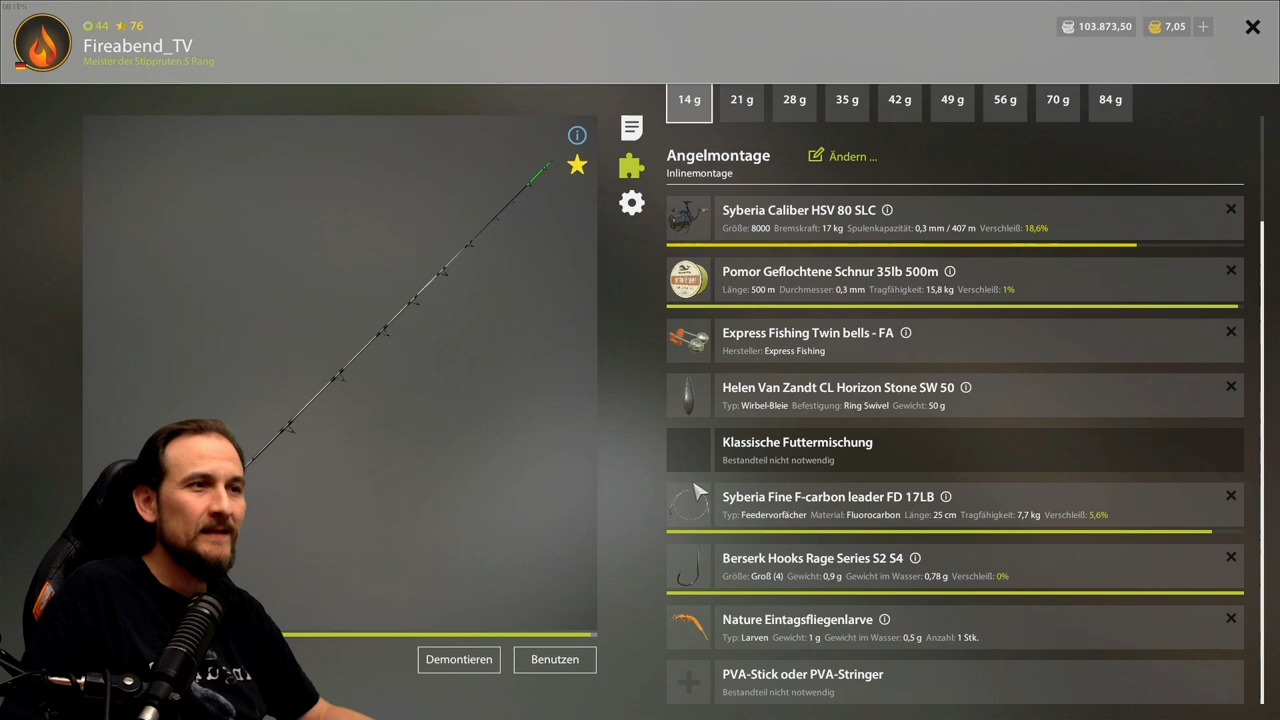 44 76
Fireabend_TV
Meister der Stippruten 5 Rang
103.873,50 7,05
14 g 21 g 28 g 35 g 42 g 49 g 56 g 70 g 84 g
Angelmontage Ändern ...
Inlinemontage
Syberia Caliber HSV 80 SLC
Größe: 8000 Bremskraft: 17 kg Spulenkapazität: 0,3 mm / 407 m Verschleiß: 18,6%
Pomor Geflochtene Schnur 35lb 500m
Länge: 500 m Durchmesser: 0,3 mm Tragfähigkeit: 15,8 kg Verschleiß: 1%
Express Fishing Twin bells - FA
Hersteller: Express Fishing
Helen Van Zandt CL Horizon Stone SW 50
Typ: Wirbel-Bleie Befestigung: Ring Swivel Gewicht: 50 g
Klassische Futtermischung
Bestandteil nicht notwendig
Syberia Fine F-carbon leader FD 17LB
Typ: Feedervorfächer Material: Fluorocarbon Länge: 25 cm Tragfähigkeit: 7,7 kg Verschleiß: 5,6%
Berserk Hooks Rage Series S2 S4
Größe: Groß (4) Gewicht: 0,9 g Gewicht im Wasser: 0,78 g Verschleiß: 0%
Nature Eintagsfliegenlarve
Typ: Larven Gewicht: 1 g Gewicht im Wasser: 0,5 g Anzahl: 1 Stk.
PVA-Stick oder PVA-Stringer
Bestandteil nicht notwendig
Demontieren Benutzen